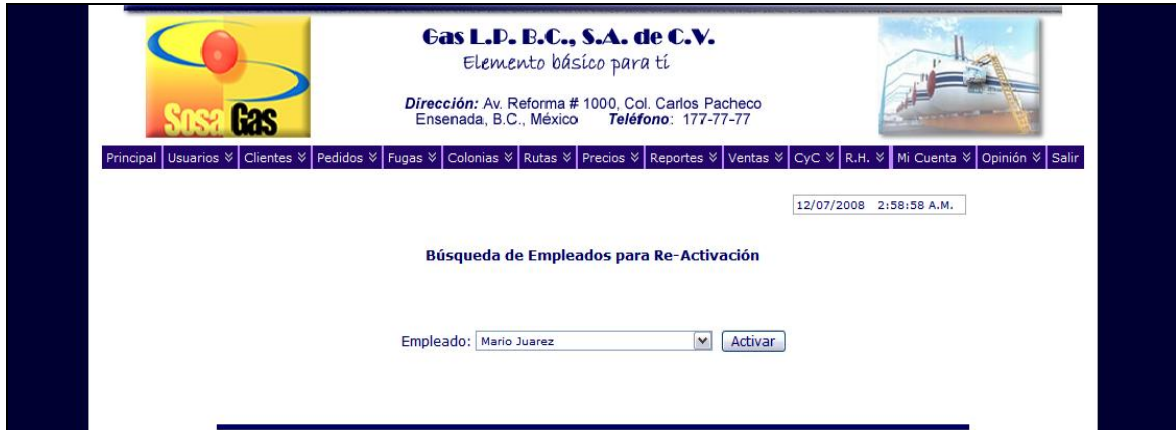 Gas L.P. B.C., S.A. de C.V.
Elemento básico para tí
Dirección: Av. Reforma # 1000, Col. Carlos Pacheco
Ensenada, B.C., México Teléfono: 177-77-77
Sosa Gas
Principal Usuarios Clientes Pedidos Fugas Colonias Rutas Precios Reportes Ventas CyC R.H. Mi Cuenta Opinión Salir
12/07/2008 2:58:58 A.M.
Búsqueda de Empleados para Re-Activación
Empleado: Mario Juarez Activar